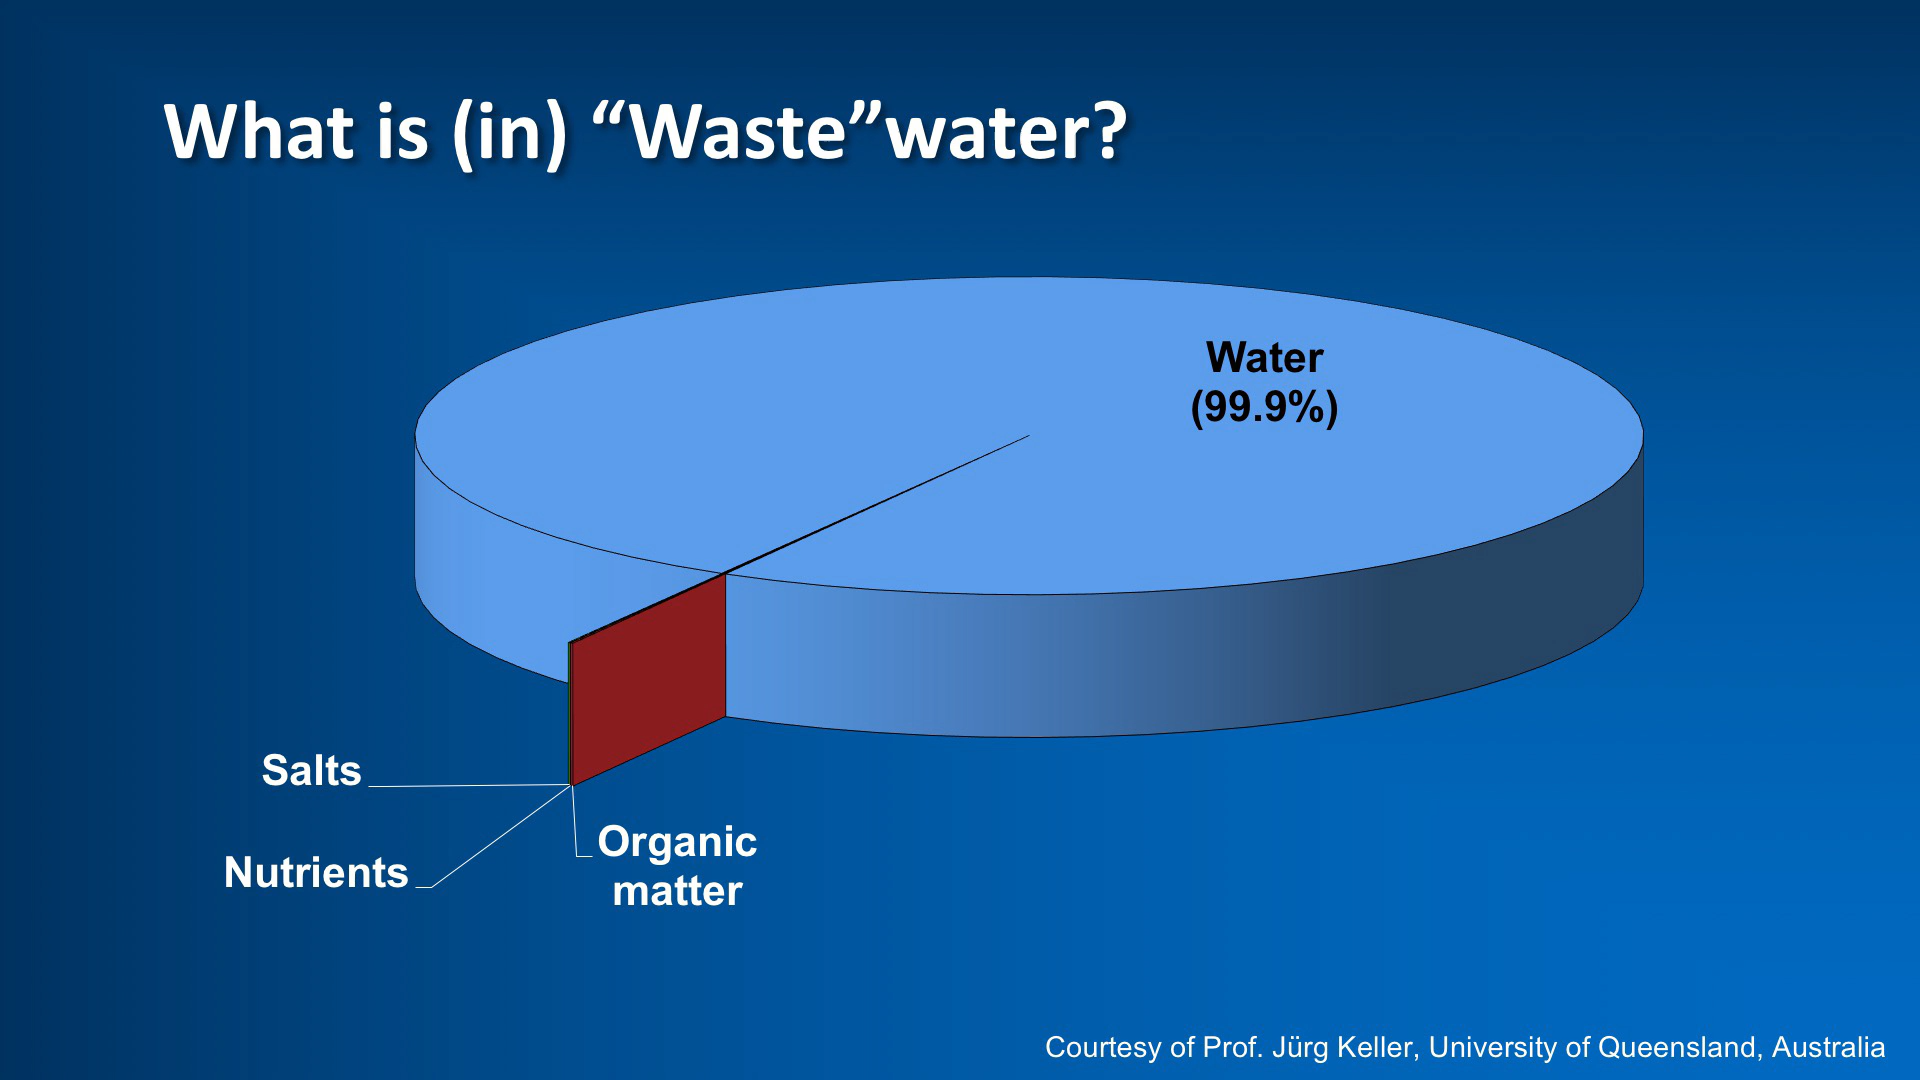 What is (in) “Waste”water?
Water
(99.9%)
Salts
Organic
matter
Nutrients
Courtesy of Prof. Jürg Keller, University of Queensland, Australia